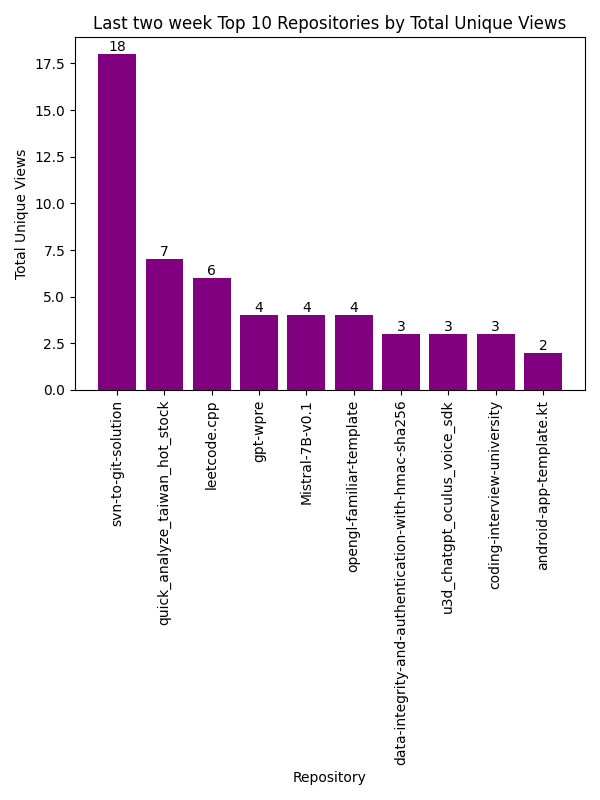 Last two week Top 10 Repositories by Total Unique Views
Total Unique Views
17.5
15.0
12.5
10.0
7.5
5.0
2.5
0.0
18
7
6
4
4
4
3
3
3
2
svn-to-git-solution
quick_analyze_taiwan_hot_stock
leetcode.cpp
gpt-wpre
Mistral-7B-v0.1
opengl-familiar-template
data-integrity-and-authentication-with-hmac-sha256
u3d_chatgpt_oculus_voice_sdk
coding-interview-university
android-app-template.kt
Repository